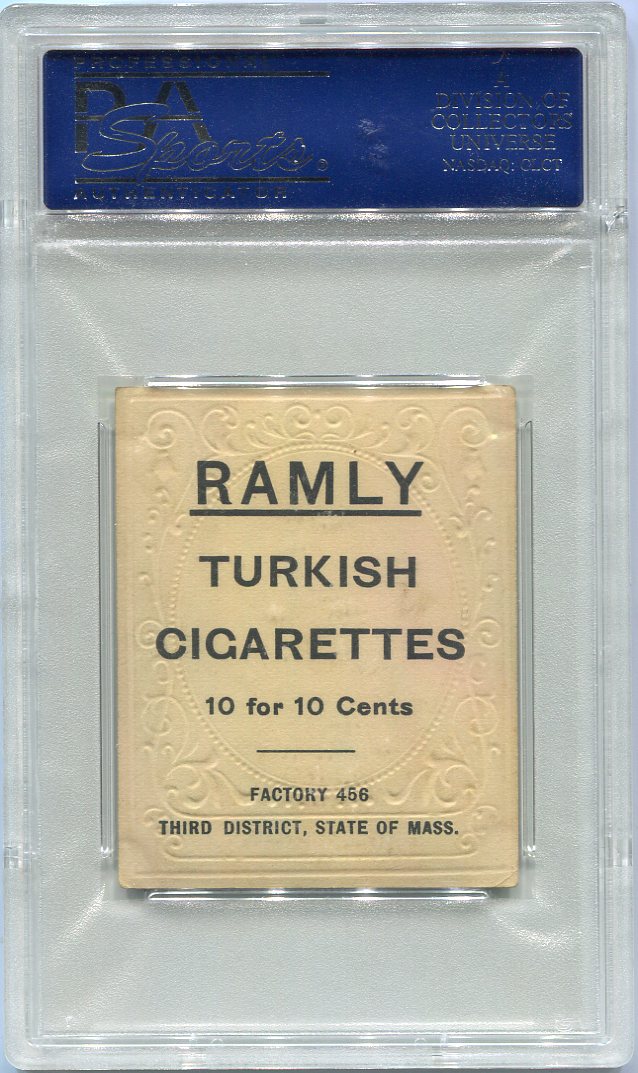 PROFESSIONAL
PSA
Sports®
AUTHENTICATOR
A
DIVISION OF
COLLECTORS
UNIVERSE
NASDAQ: CLCT
RAMLY
TURKISH
CIGARETTES
10 for 10 Cents
FACTORY 456
THIRD DISTRICT, STATE OF MASS.